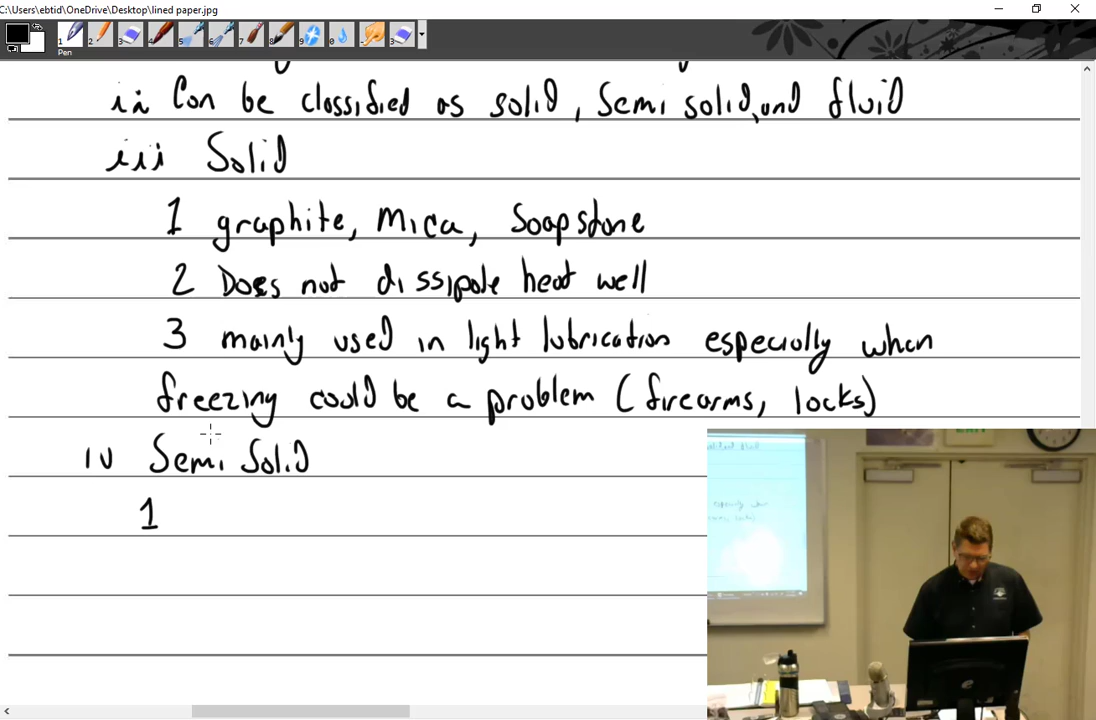 C:\Users\ebtid\OneDrive\Desktop\lined paper.jpg
Pen
ii Can be classified as solid, Semi solid, and fluid
iii Solid
1 graphite, Mica, Soapstone
2 Does not dissipate heat well
3 mainly used in light lubrication especially when
freezing could be a problem (firearms, locks)
EXIT
iv Semi Solid
1